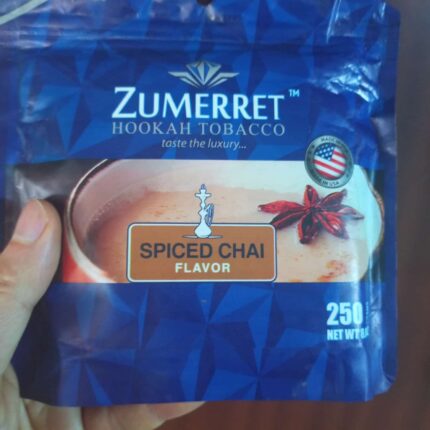 ZUMERRET™
HOOKAH TOBACCO
taste the luxury...
SPICED CHAI
FLAVOR
250
NET WT